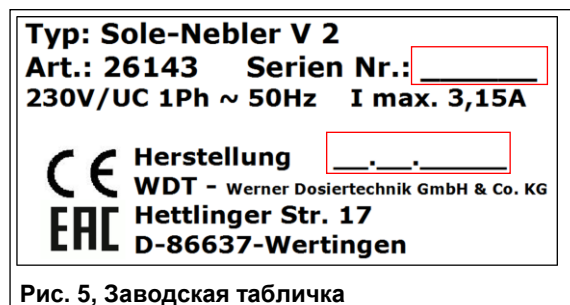 Typ: Sole-Nebler V 2
Art.: 26143 Serien Nr.: ______
230V/UC 1Ph ~ 50Hz I max. 3,15A
CE Herstellung __.__.____
WDT - Werner Dosiertechnik GmbH & Co. KG
EAC Hettlinger Str. 17
D-86637-Wertingen
Рис. 5, Заводская табличка